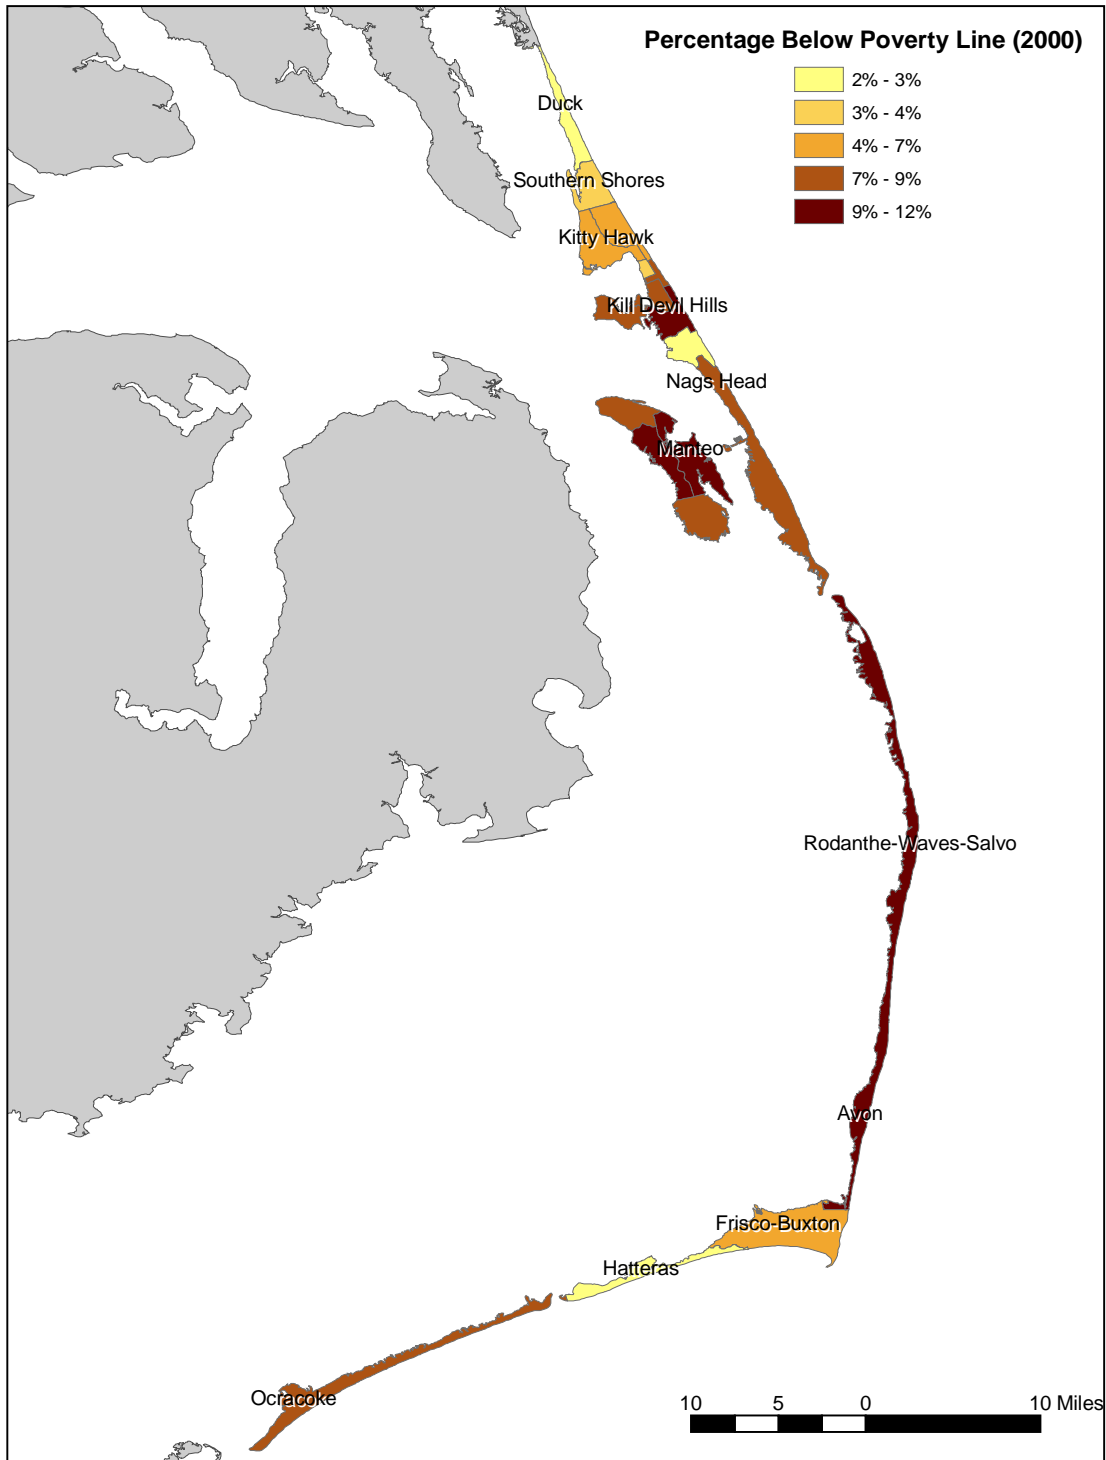 Percentage Below Poverty Line (2000)
2% - 3%
3% - 4%
4% - 7%
7% - 9%
9% - 12%
Duck
Southern Shores
Kitty Hawk
Kill Devil Hills
Nags Head
Manteo
Rodanthe-Waves-Salvo
Avon
Frisco-Buxton
Hatteras
Ocracoke
10 5 0 10 Miles